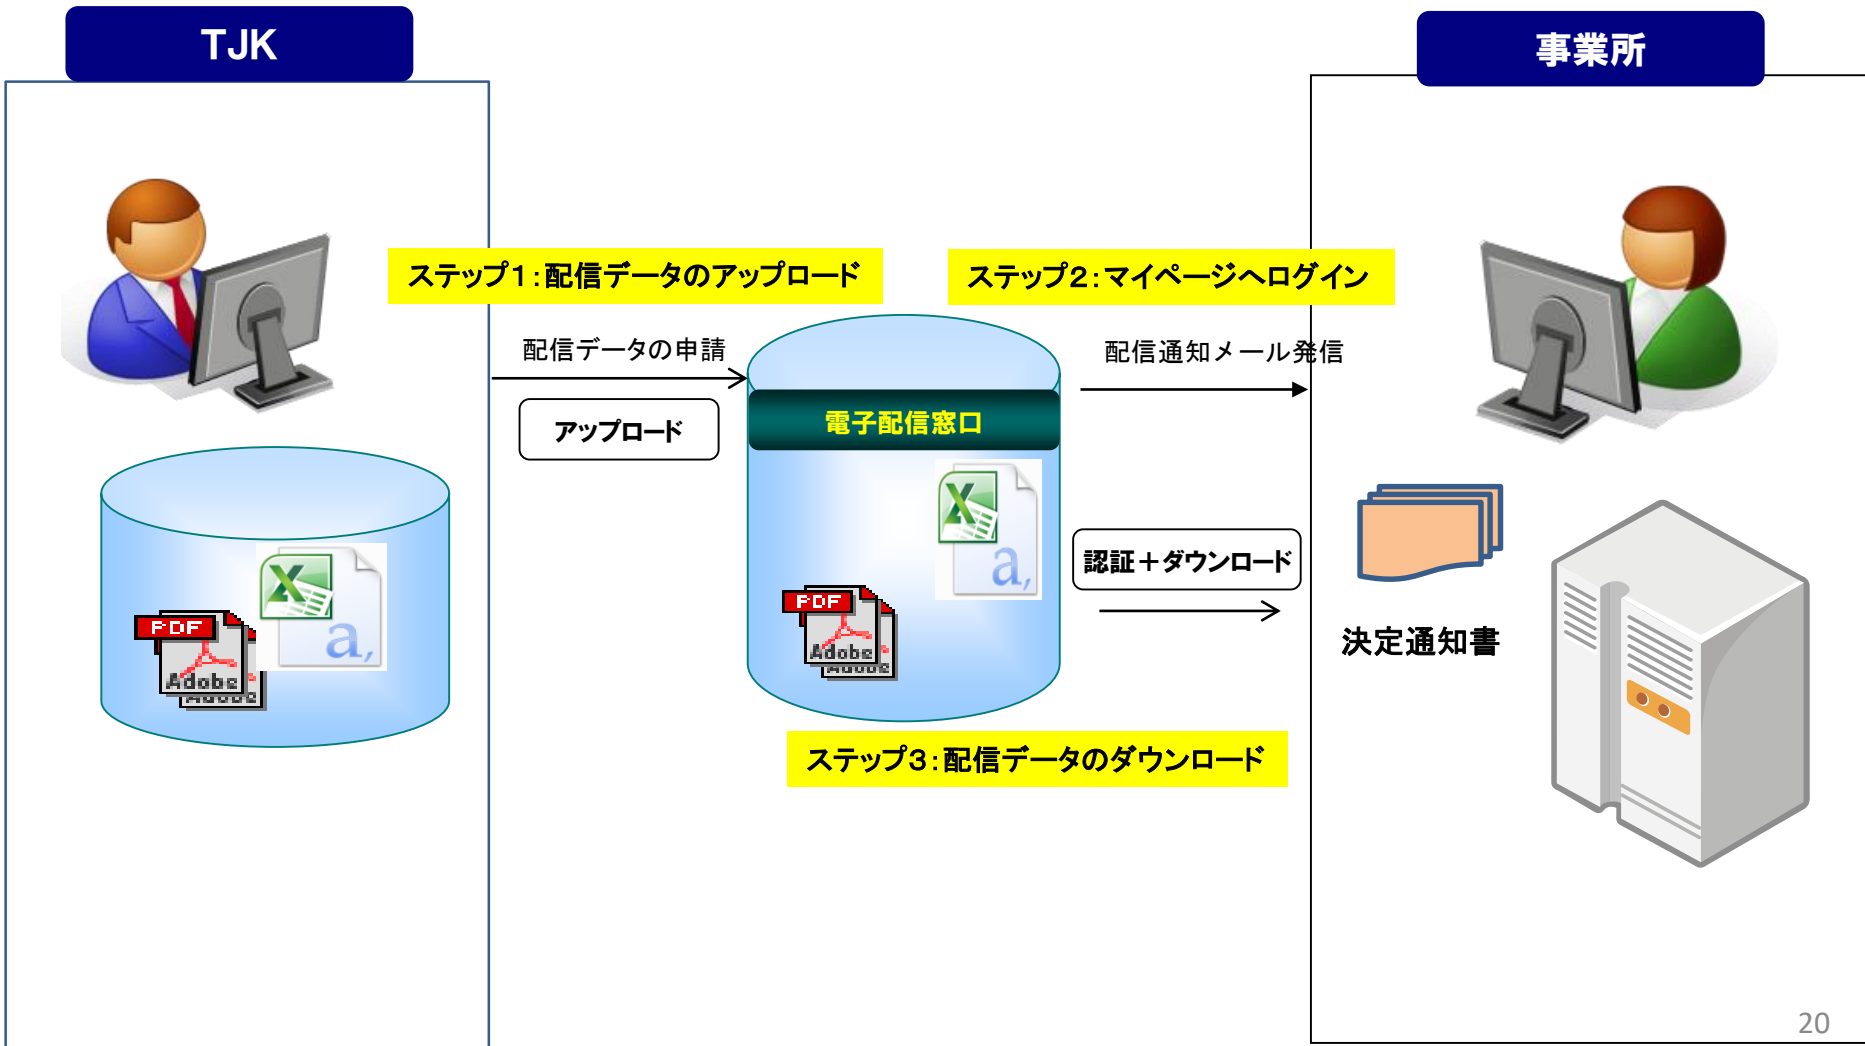 TJK
事業所
ステップ１：配信データのアップロード
ステップ２：マイページへログイン
配信データの申請
配信通知メール発信
アップロード
電子配信窓口
認証＋ダウンロード
a,
PDF
Adobe
Adobe
a,
PDF
Adobe
Adobe
決定通知書
ステップ３：配信データのダウンロード
20